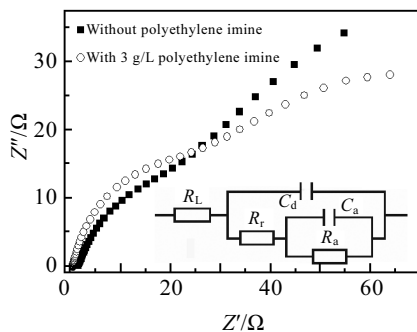 ■ Without polyethylene imine
○ With 3 g/L polyethylene imine
Z''/Ω
30
20
10
0
R_L
C_d
R_r
C_a
R_a
0 20 40 60 80
Z'/Ω